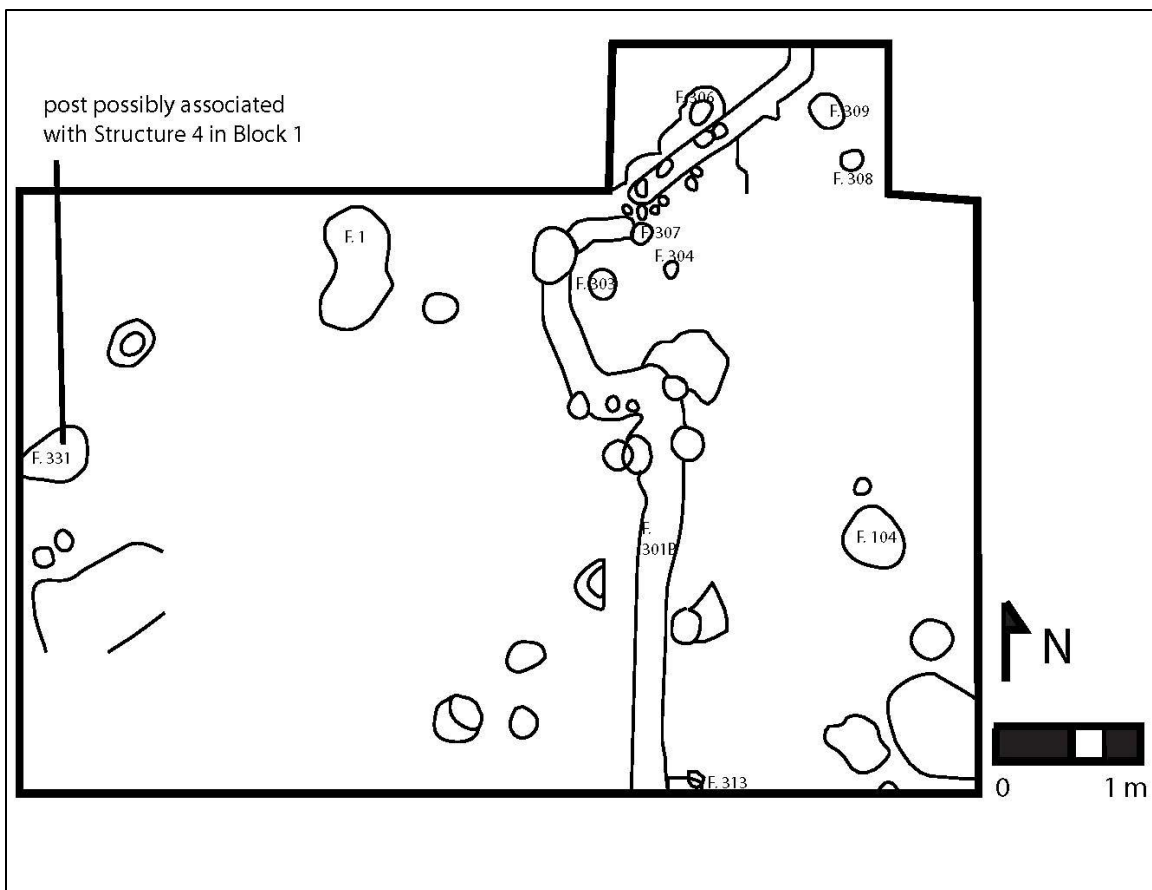 post possibly associated
with Structure 4 in Block 1
F. 306
F. 309
F. 308
F. 1
F. 307
F. 304
F. 303
F. 331
F.
301B
F. 104
N
F. 313
0 1 m